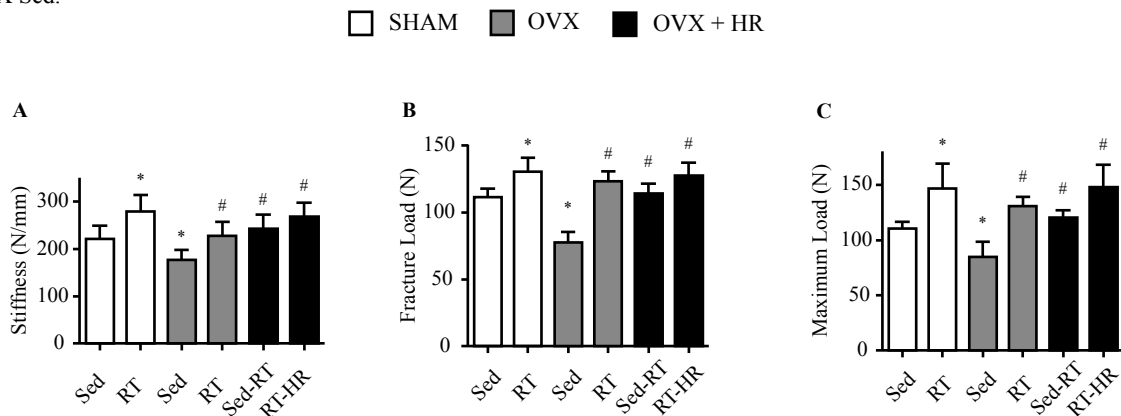 X Sed.
SHAM OVX OVX + HR
A
Stiffness (N/mm)
300
200
100
0
* * # # #
Sed RT Sed RT Sed-RT RT-HR
B
Fracture Load (N)
150
100
50
0
* * # # #
Sed RT Sed RT Sed-RT RT-HR
C
Maximum Load (N)
150
100
50
0
* * # # #
Sed RT Sed RT Sed-RT RT-HR